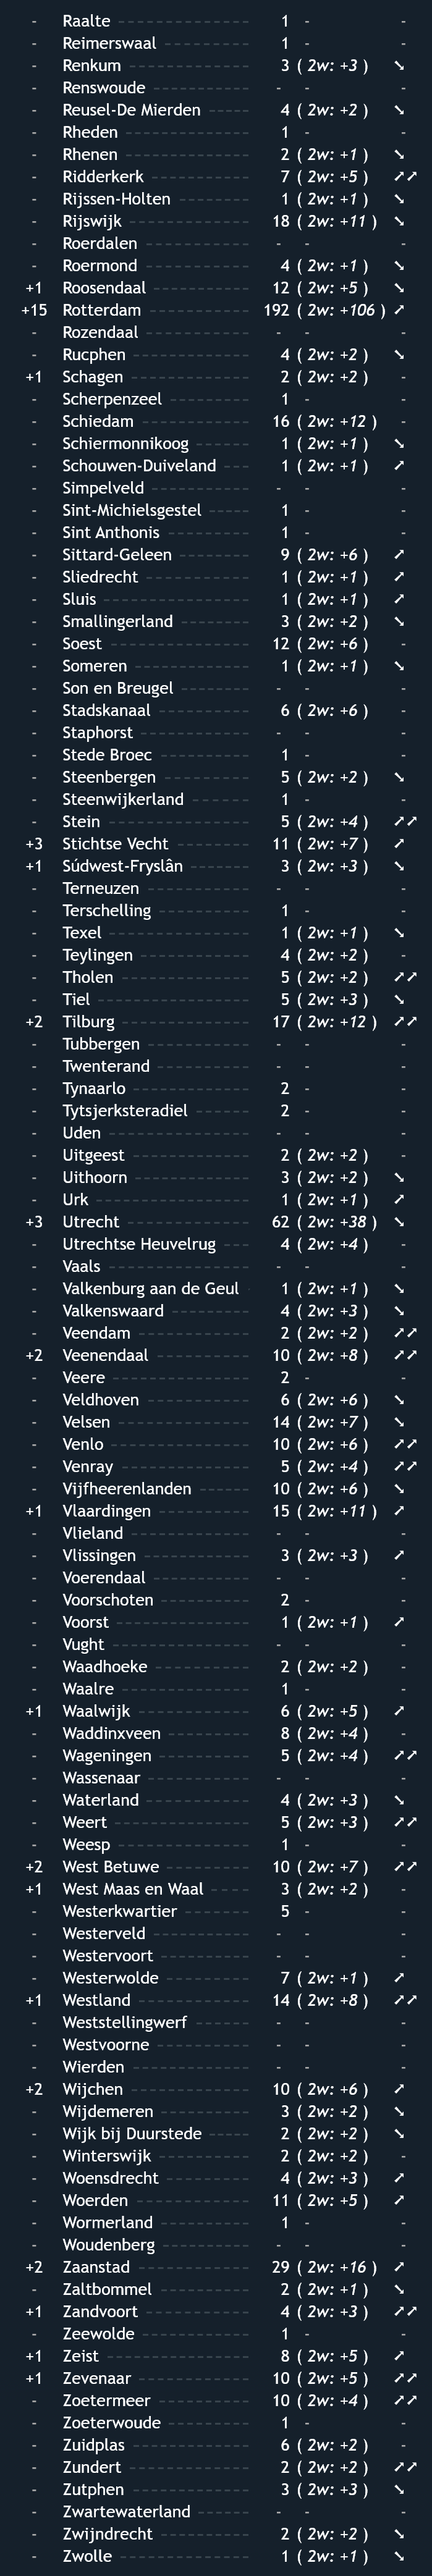 - Raalte 1 - -
- Reimerswaal 1 - -
- Renkum 3 ( 2w: +3 ) ➘
- Renswoude - - -
- Reusel-De Mierden 4 ( 2w: +2 ) ➘
- Rheden 1 - -
- Rhenen 2 ( 2w: +1 ) ➘
- Ridderkerk 7 ( 2w: +5 ) ➚➚
- Rijssen-Holten 1 ( 2w: +1 ) ➘
- Rijswijk 18 ( 2w: +11 ) ➘
- Roerdalen - - -
- Roermond 4 ( 2w: +1 ) ➘
+1 Roosendaal 12 ( 2w: +5 ) ➘
+15 Rotterdam 192 ( 2w: +106 ) ➚
- Rozendaal - - -
- Rucphen 4 ( 2w: +2 ) ➘
+1 Schagen 2 ( 2w: +2 ) -
- Scherpenzeel 1 - -
- Schiedam 16 ( 2w: +12 ) -
- Schiermonnikoog 1 ( 2w: +1 ) ➘
- Schouwen-Duiveland 1 ( 2w: +1 ) ➚
- Simpelveld - - -
- Sint-Michielsgestel 1 - -
- Sint Anthonis 1 - -
- Sittard-Geleen 9 ( 2w: +6 ) ➚
- Sliedrecht 1 ( 2w: +1 ) ➚
- Sluis 1 ( 2w: +1 ) ➚
- Smallingerland 3 ( 2w: +2 ) ➘
- Soest 12 ( 2w: +6 ) -
- Someren 1 ( 2w: +1 ) ➘
- Son en Breugel - - -
- Stadskanaal 6 ( 2w: +6 ) -
- Staphorst - - -
- Stede Broec 1 - -
- Steenbergen 5 ( 2w: +2 ) ➘
- Steenwijkerland 1 - -
- Stein 5 ( 2w: +4 ) ➚➚
+3 Stichtse Vecht 11 ( 2w: +7 ) ➚
+1 Súdwest-Fryslân 3 ( 2w: +3 ) ➘
- Terneuzen - - -
- Terschelling 1 - -
- Texel 1 ( 2w: +1 ) ➘
- Teylingen 4 ( 2w: +2 ) -
- Tholen 5 ( 2w: +2 ) ➚➚
- Tiel 5 ( 2w: +3 ) ➘
+2 Tilburg 17 ( 2w: +12 ) ➚➚
- Tubbergen - - -
- Twenterand - - -
- Tynaarlo 2 - -
- Tytsjerksteradiel 2 - -
- Uden - - -
- Uitgeest 2 ( 2w: +2 ) -
- Uithoorn 3 ( 2w: +2 ) ➘
- Urk 1 ( 2w: +1 ) ➚
+3 Utrecht 62 ( 2w: +38 ) ➘
- Utrechtse Heuvelrug 4 ( 2w: +4 ) -
- Vaals - - -
- Valkenburg aan de Geul 1 ( 2w: +1 ) ➘
- Valkenswaard 4 ( 2w: +3 ) ➘
- Veendam 2 ( 2w: +2 ) ➚➚
+2 Veenendaal 10 ( 2w: +8 ) ➚➚
- Veere 2 - -
- Veldhoven 6 ( 2w: +6 ) ➘
- Velsen 14 ( 2w: +7 ) ➘
- Venlo 10 ( 2w: +6 ) ➚➚
- Venray 5 ( 2w: +4 ) ➚➚
- Vijfheerenlanden 10 ( 2w: +6 ) ➘
+1 Vlaardingen 15 ( 2w: +11 ) ➚
- Vlieland - - -
- Vlissingen 3 ( 2w: +3 ) ➚
- Voerendaal - - -
- Voorschoten 2 - -
- Voorst 1 ( 2w: +1 ) ➚
- Vught - - -
- Waadhoeke 2 ( 2w: +2 ) -
- Waalre 1 - -
+1 Waalwijk 6 ( 2w: +5 ) ➚
- Waddinxveen 8 ( 2w: +4 ) -
- Wageningen 5 ( 2w: +4 ) ➚➚
- Wassenaar - - -
- Waterland 4 ( 2w: +3 ) ➘
- Weert 5 ( 2w: +3 ) ➚➚
- Weesp 1 - -
+2 West Betuwe 10 ( 2w: +7 ) ➚➚
+1 West Maas en Waal 3 ( 2w: +2 ) -
- Westerkwartier 5 - -
- Westerveld - - -
- Westervoort - - -
- Westerwolde 7 ( 2w: +1 ) ➚
+1 Westland 14 ( 2w: +8 ) ➚➚
- Weststellingwerf - - -
- Westvoorne - - -
- Wierden - - -
+2 Wijchen 10 ( 2w: +6 ) ➚
- Wijdemeren 3 ( 2w: +2 ) ➘
- Wijk bij Duurstede 2 ( 2w: +2 ) ➘
- Winterswijk 2 ( 2w: +2 ) -
- Woensdrecht 4 ( 2w: +3 ) ➚
- Woerden 11 ( 2w: +5 ) ➚
- Wormerland 1 - -
- Woudenberg - - -
+2 Zaanstad 29 ( 2w: +16 ) ➚
- Zaltbommel 2 ( 2w: +1 ) ➘
+1 Zandvoort 4 ( 2w: +3 ) ➚➚
- Zeewolde 1 - -
+1 Zeist 8 ( 2w: +5 ) ➚
+1 Zevenaar 10 ( 2w: +5 ) ➚➚
- Zoetermeer 10 ( 2w: +4 ) ➚➚
- Zoeterwoude 1 - -
- Zuidplas 6 ( 2w: +2 ) -
- Zundert 2 ( 2w: +2 ) ➚➚
- Zutphen 3 ( 2w: +3 ) ➘
- Zwartewaterland - - -
- Zwijndrecht 2 ( 2w: +2 ) ➘
- Zwolle 1 ( 2w: +1 ) ➘